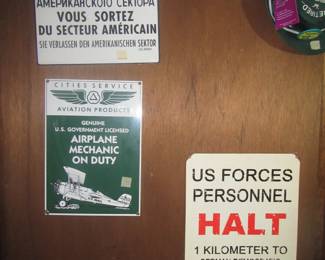 АМЕРИКАНСКОГО СЕКТОРА
VOUS SORTEZ
DU SECTEUR AMÉRICAIN
SIE VERLASSEN DEN AMERIKANISCHEN SEKTOR
CITIES SERVICE
AVIATION PRODUCTS
GENUINE
U.S. GOVERNMENT LICENSED
AIRPLANE
MECHANIC
ON DUTY
US FORCES
PERSONNEL
HALT
1 KILOMETER TO
RETIRED